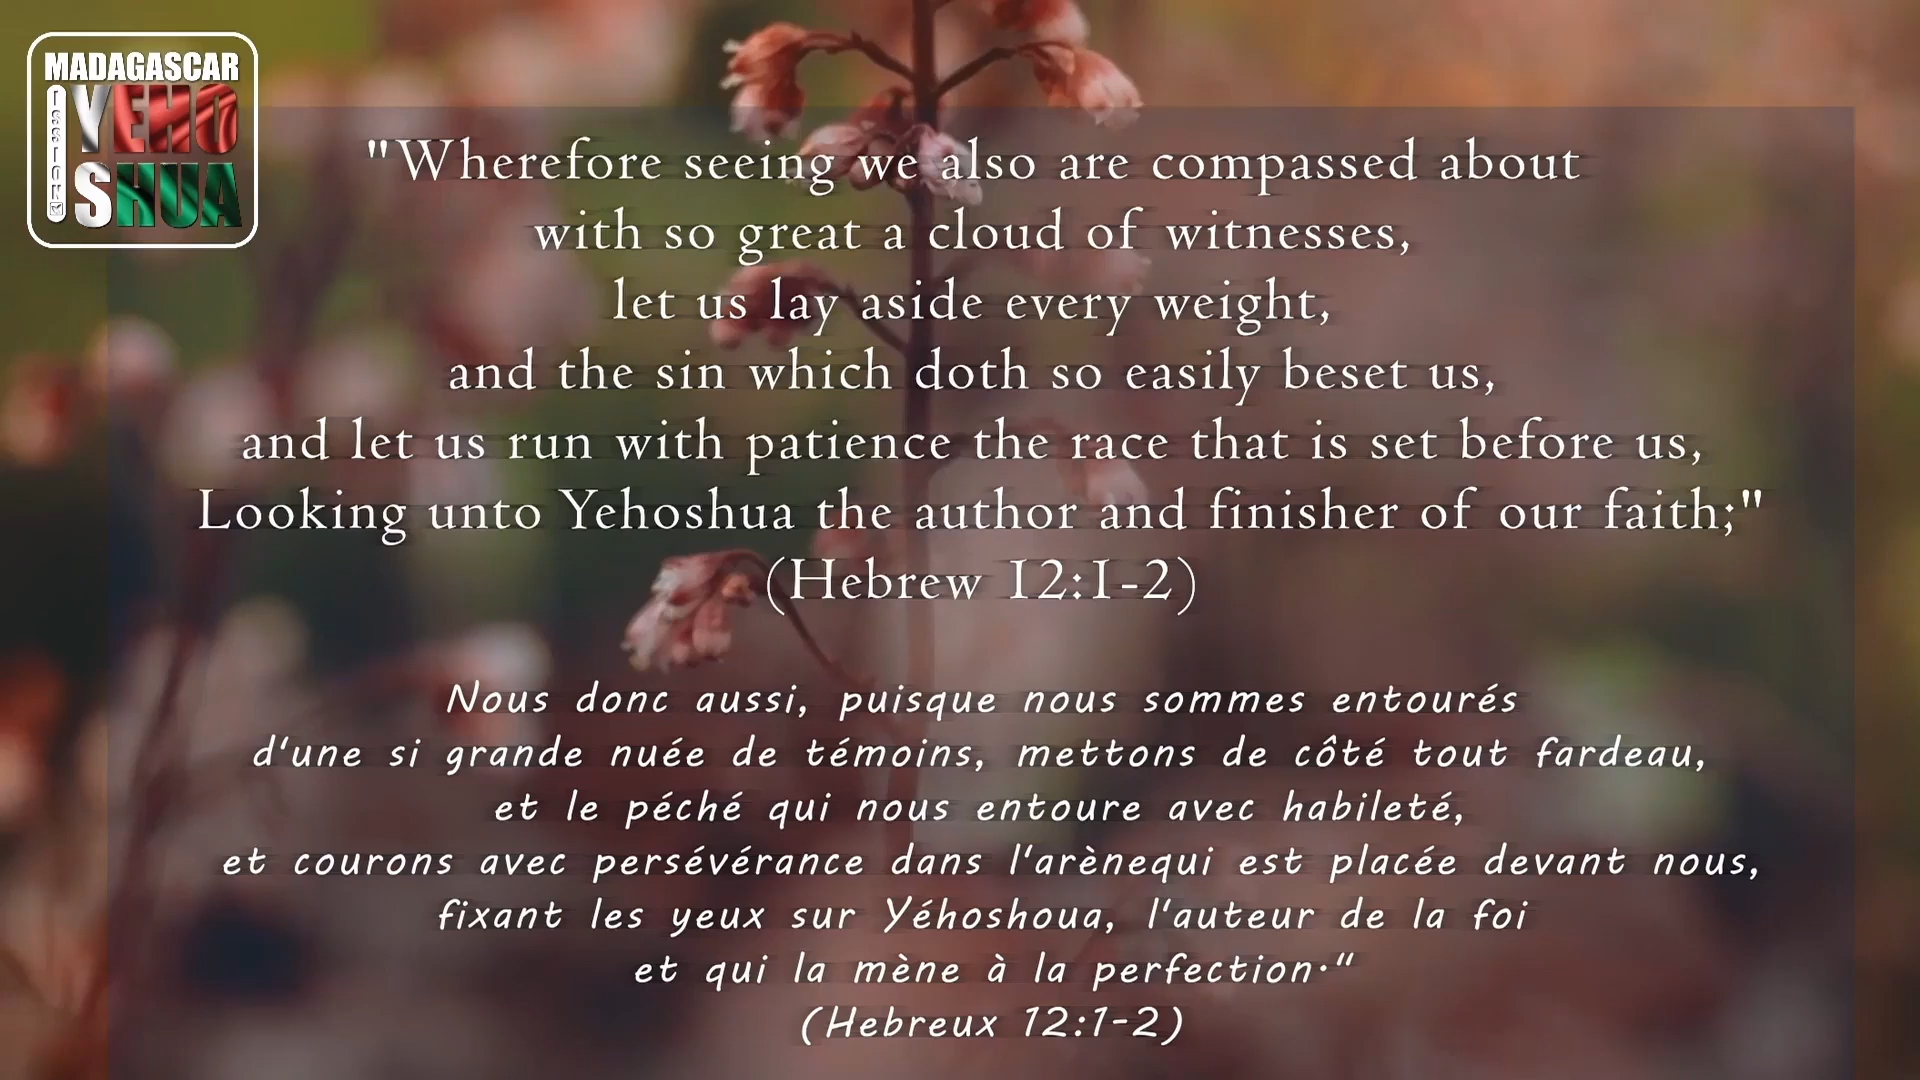 MADAGASCAR
YEHO
SHUA
"Wherefore seeing we also are compassed about
with so great a cloud of witnesses,
let us lay aside every weight,
and the sin which doth so easily beset us,
and let us run with patience the race that is set before us,
Looking unto Yehoshua the author and finisher of our faith;"
(Hebrew 12:1-2)
Nous donc aussi, puisque nous sommes entourés
d'une si grande nuée de témoins, mettons de côté tout fardeau,
et le péché qui nous entoure avec habileté,
et courons avec persévérance dans l'arènequi est placée devant nous,
fixant les yeux sur Yéhoshoua, l'auteur de la foi
et qui la mène à la perfection."
(Hebreux 12:1-2)